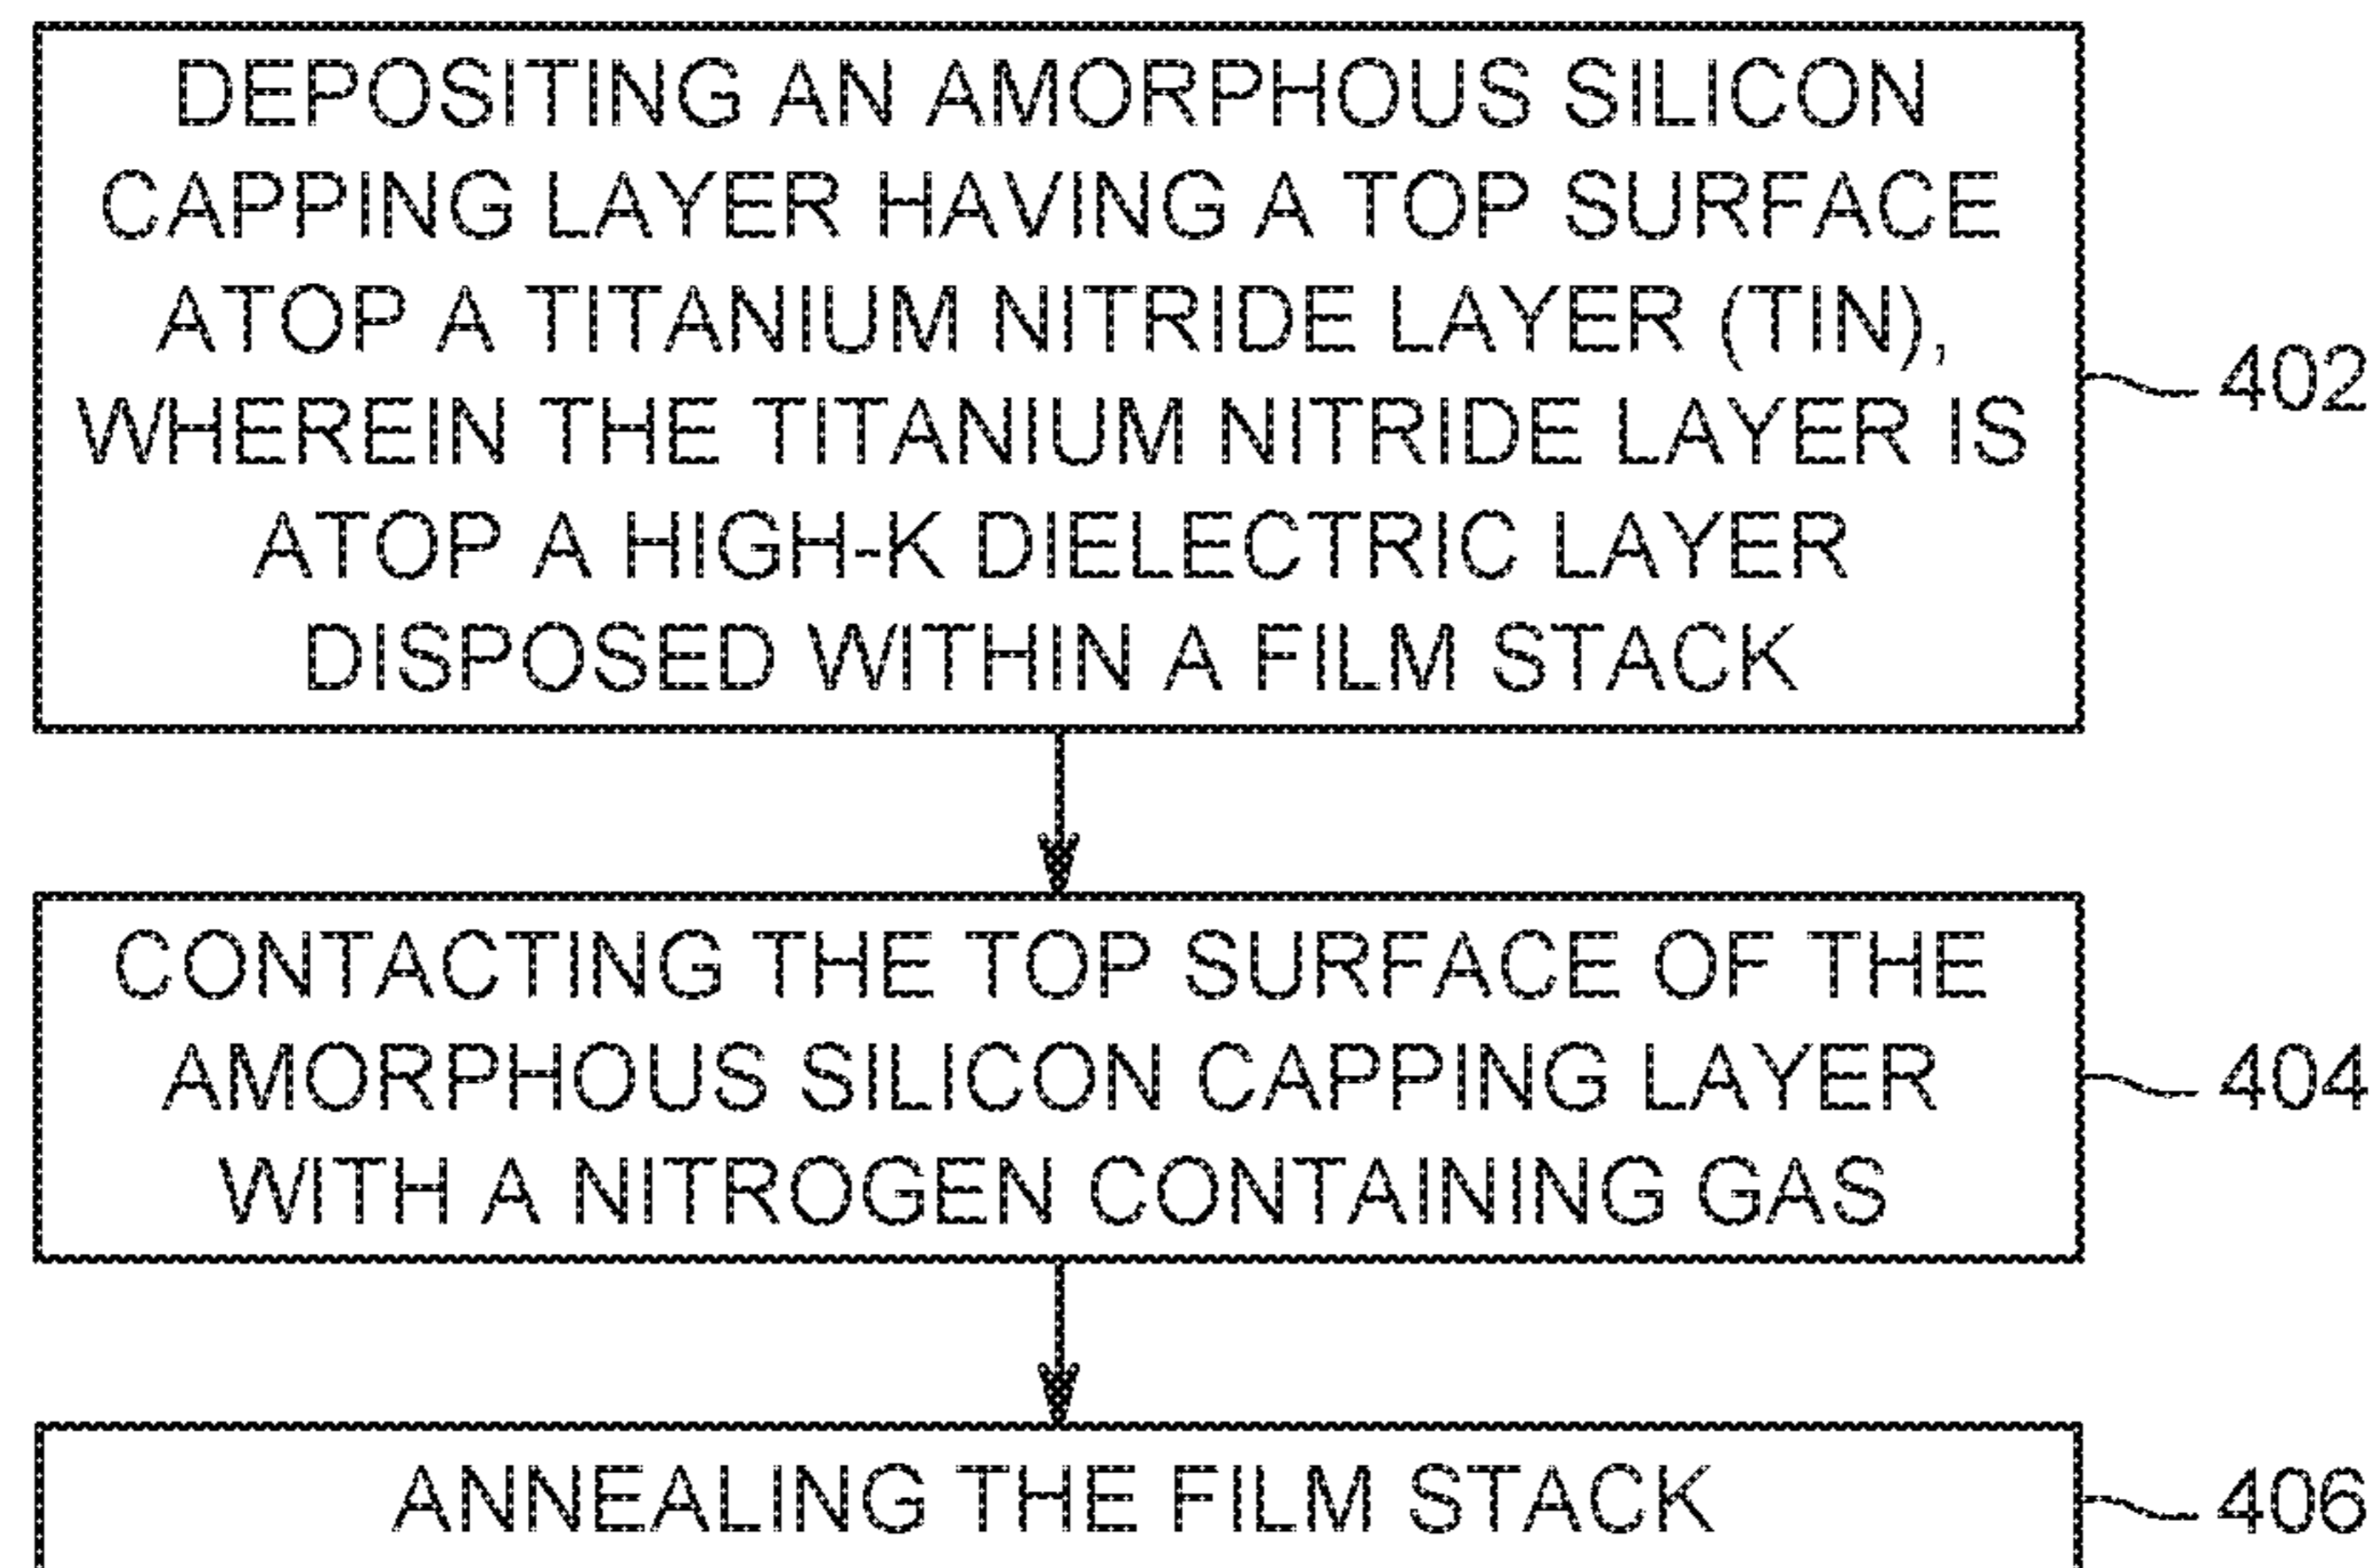 DEPOSITING AN AMORPHOUS SILICON
CAPPING LAYER HAVING A TOP SURFACE
ATOP A TITANIUM NITRIDE LAYER (TIN),
WHEREIN THE TITANIUM NITRIDE LAYER IS
ATOP A HIGH-K DIELECTRIC LAYER
DISPOSED WITHIN A FILM STACK
402
CONTACTING THE TOP SURFACE OF THE
AMORPHOUS SILICON CAPPING LAYER
WITH A NITROGEN CONTAINING GAS
404
ANNEALING THE FILM STACK
406